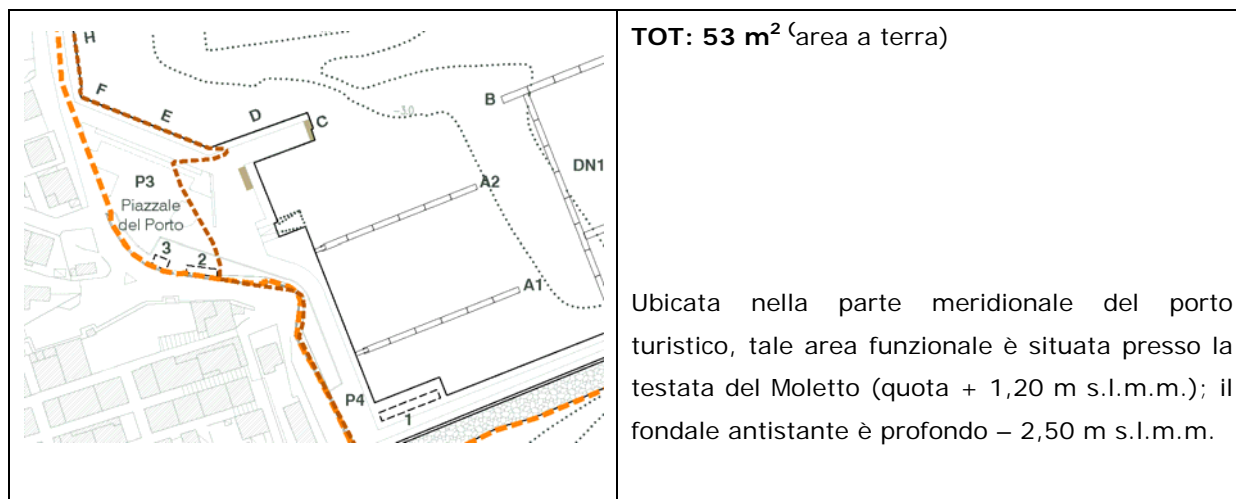 H
F
E
D
C
B
-30
DN1
P3
Piazzale
del Porto
A2
3
2
A1
P4
1
TOT: 53 m² (area a terra)
Ubicata nella parte meridionale del porto
turistico, tale area funzionale è situata presso la
testata del Moletto (quota + 1,20 m s.l.m.m.); il
fondale antistante è profondo – 2,50 m s.l.m.m.